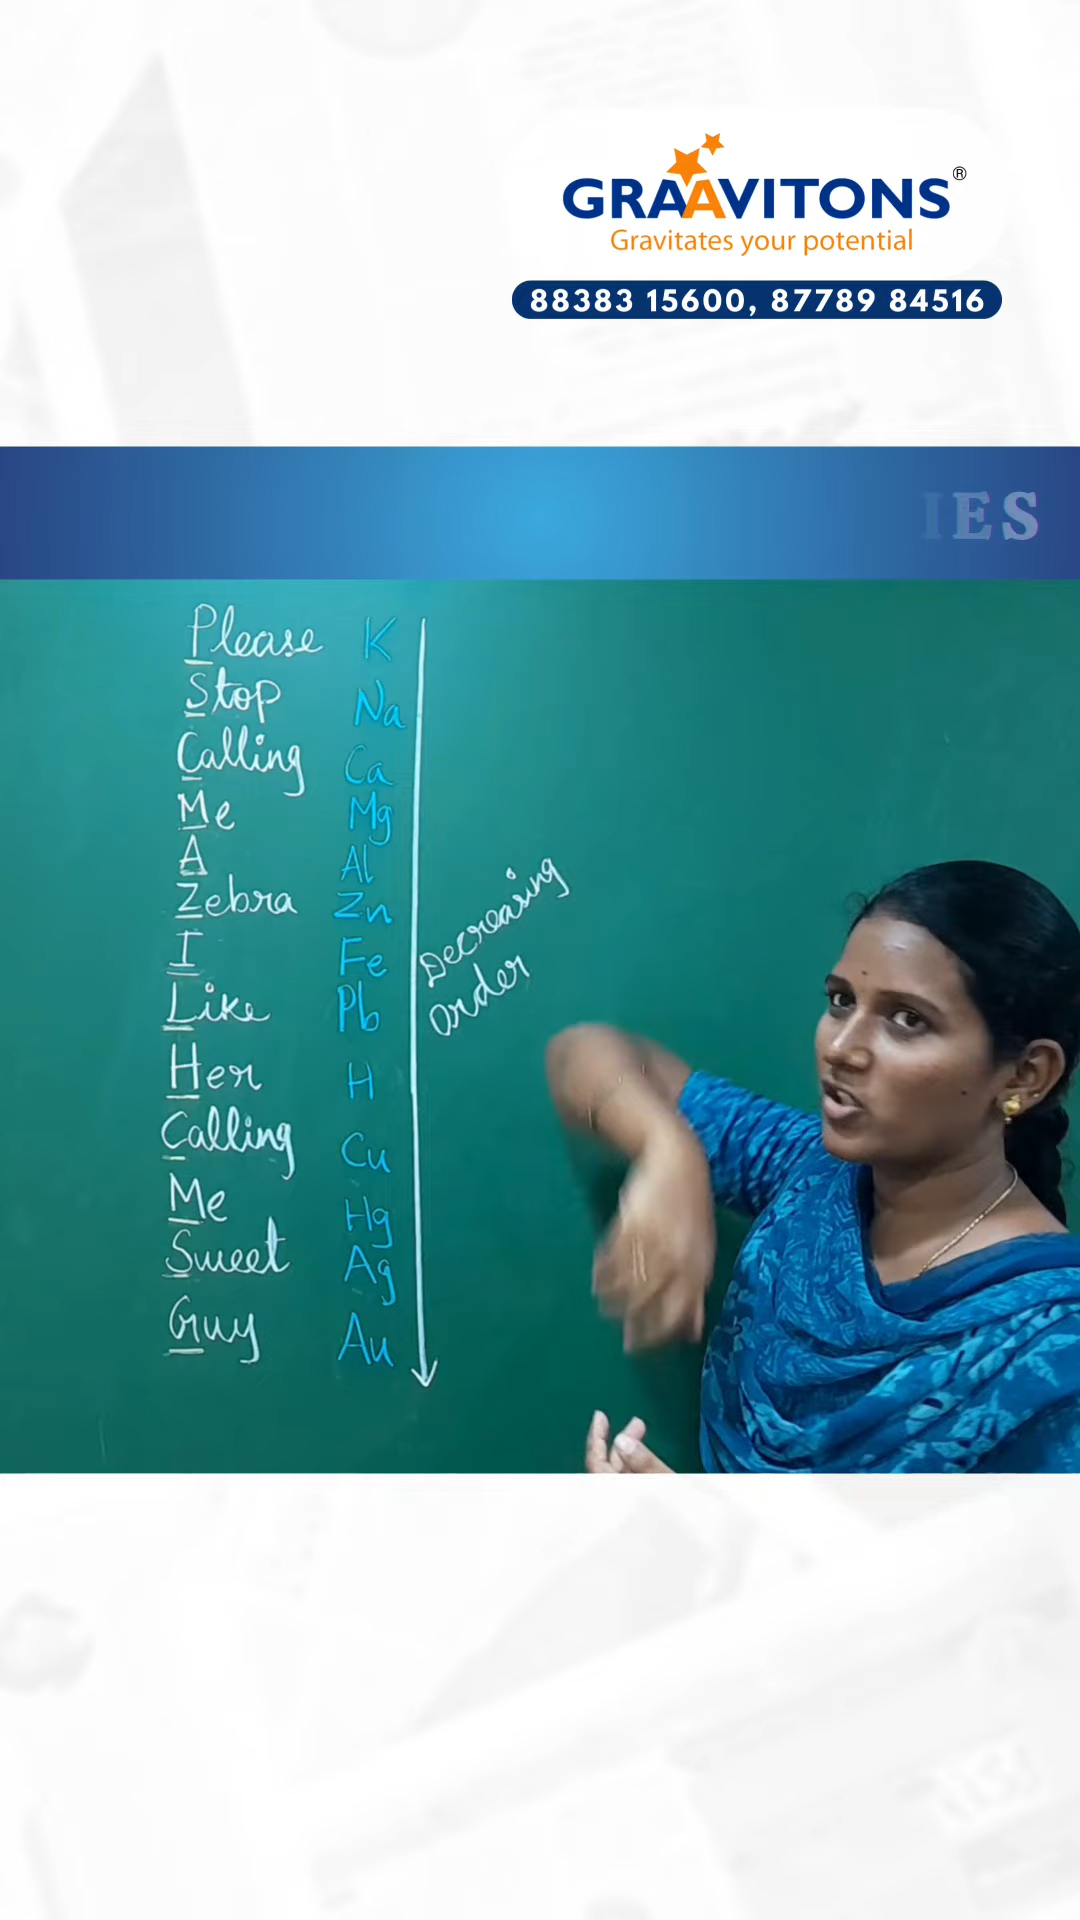 GRAAVITONS®
Gravitates your potential
88383 15600, 87789 84516
IES
Please K
Stop Na
Calling Ca
Me Mg
A Al
Zebra Zn
I Fe
Like Pb
Her H
Calling Cu
Me Hg
Sweet Ag
Guy Au
Decreasing
Order